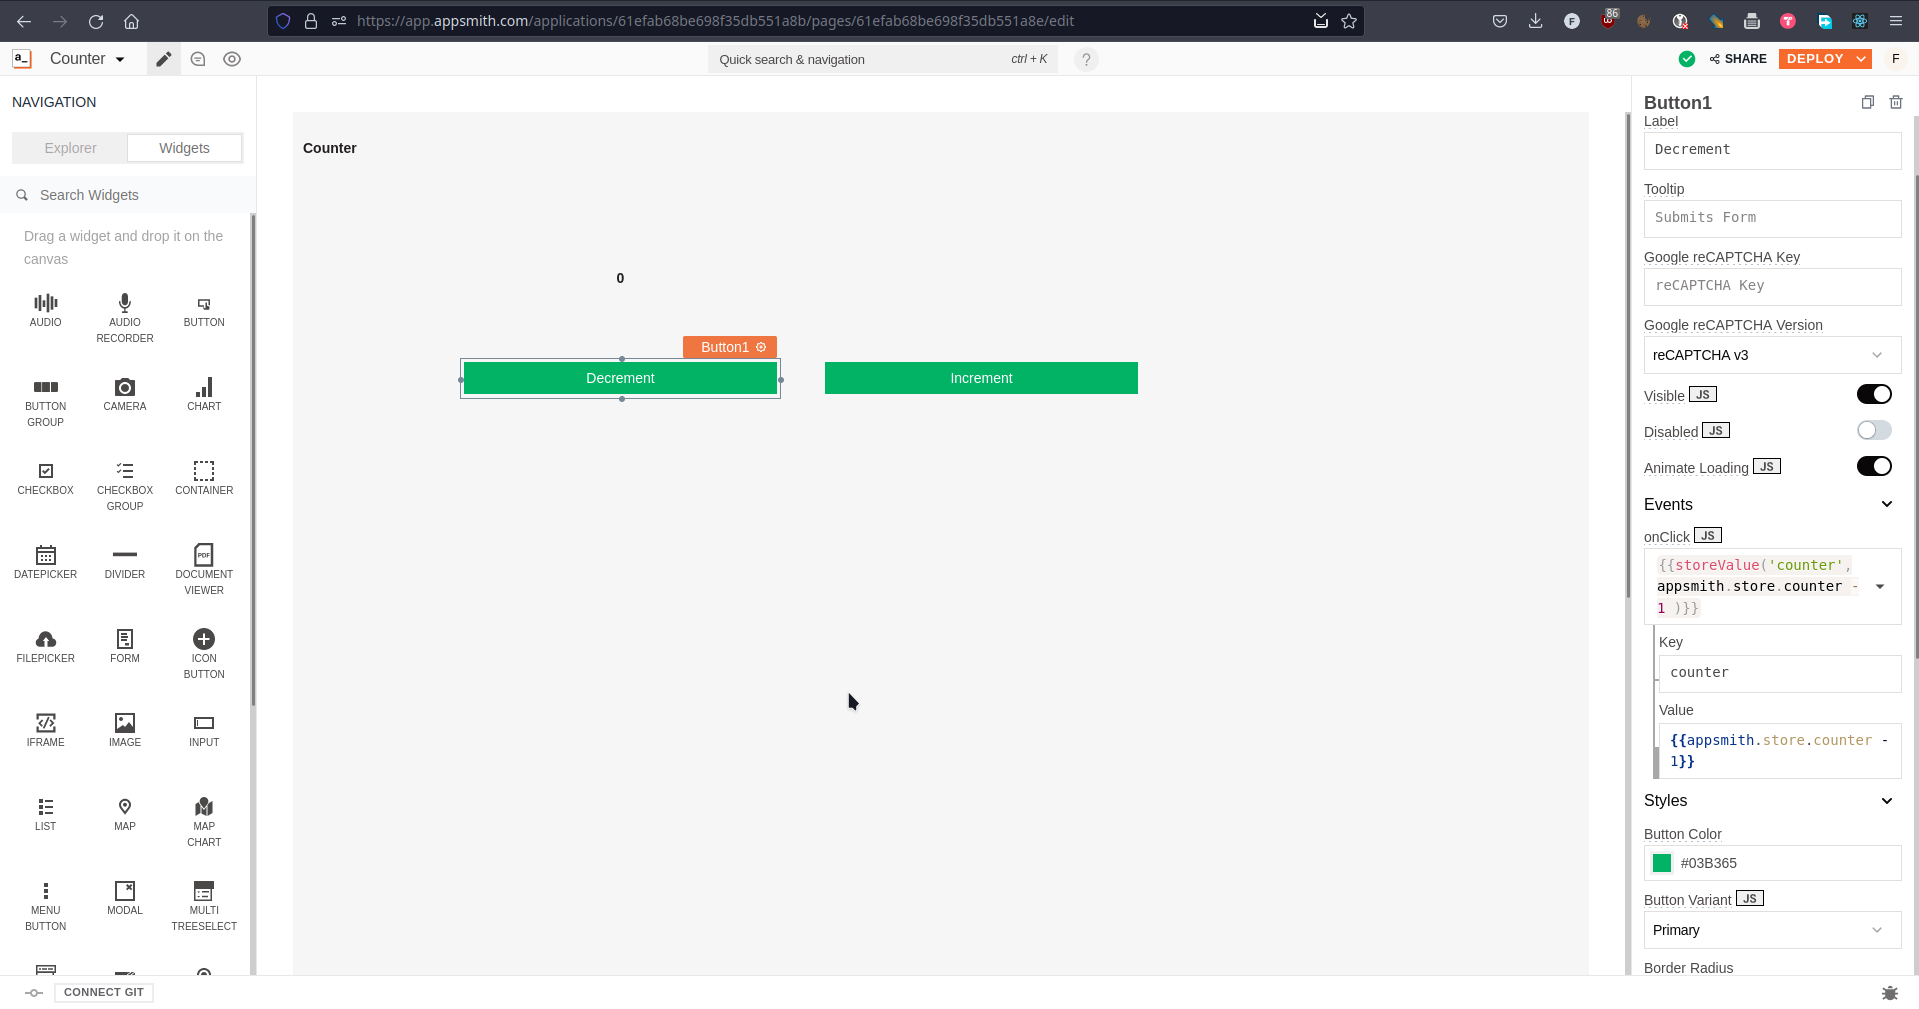 https://app.appsmith.com/applications/61efab68be698f35db551a8b/pages/61efab68be698f35db551a8e/edit
F
86
a_
Counter
Quick search & navigation
ctrl + K
?
SHARE
DEPLOY
F
NAVIGATION
Explorer
Widgets
Search Widgets
Drag a widget and drop it on the
canvas
AUDIO
AUDIO
RECORDER
BUTTON
BUTTON
GROUP
CAMERA
CHART
CHECKBOX
CHECKBOX
GROUP
CONTAINER
DATEPICKER
DIVIDER
PDF
DOCUMENT
VIEWER
FILEPICKER
FORM
ICON
BUTTON
IFRAME
IMAGE
INPUT
LIST
MAP
MAP
CHART
MENU
BUTTON
MODAL
MULTI
TREESELECT
CONNECT GIT
Counter
0
Button1
Decrement
Increment
Button1
Label
Decrement
Tooltip
Submits Form
Google reCAPTCHA Key
reCAPTCHA Key
Google reCAPTCHA Version
reCAPTCHA v3
Visible JS
Disabled JS
Animate Loading JS
Events
onClick JS
{{storeValue('counter',
appsmith.store.counter -
1 )}}
Key
counter
Value
{{appsmith.store.counter -
1}}
Styles
Button Color
#03B365
Button Variant JS
Primary
Border Radius